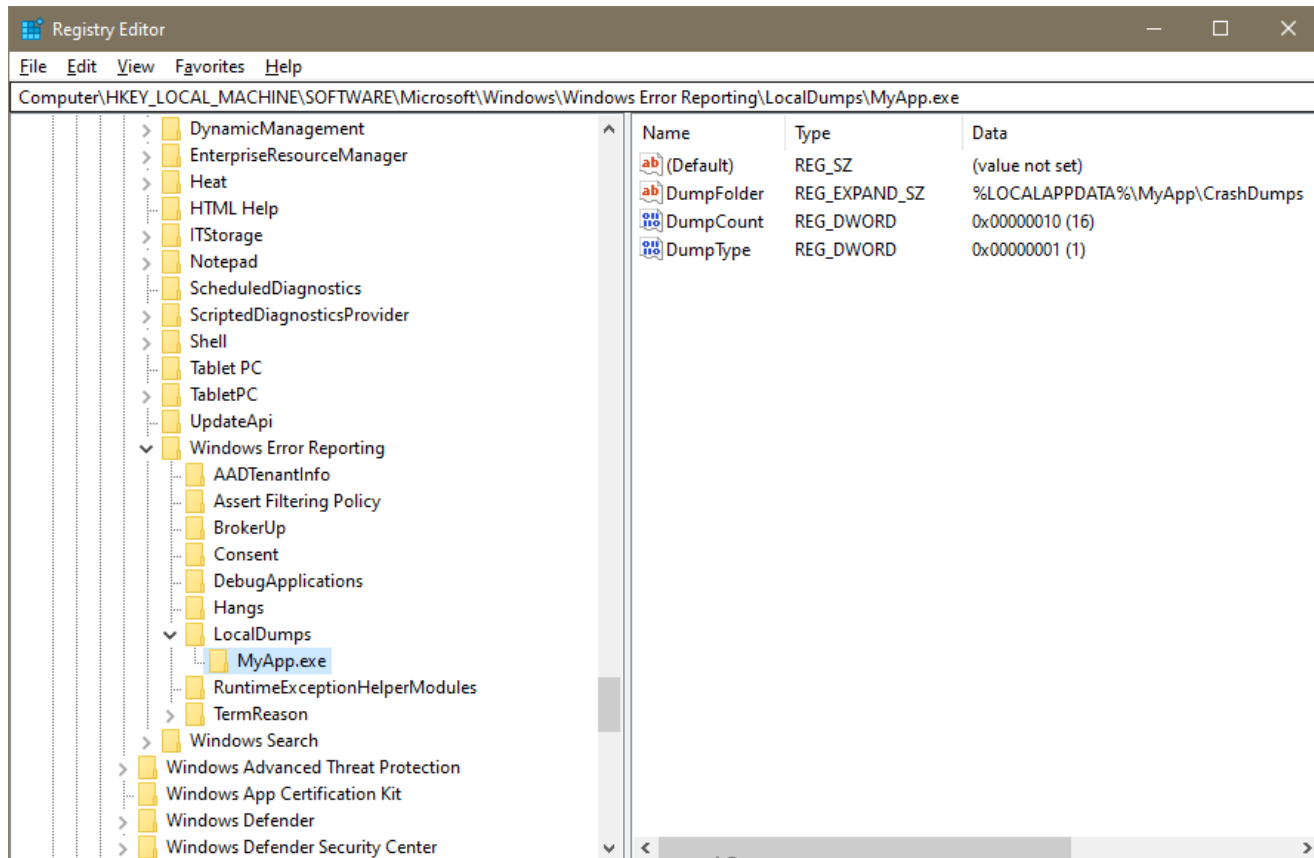 Registry Editor
File Edit View Favorites Help
Computer\HKEY_LOCAL_MACHINE\SOFTWARE\Microsoft\Windows\Windows Error Reporting\LocalDumps\MyApp.exe
DynamicManagement
EnterpriseResourceManager
Heat
HTML Help
ITStorage
Notepad
ScheduledDiagnostics
ScriptedDiagnosticsProvider
Shell
Tablet PC
TabletPC
UpdateApi
Windows Error Reporting
AADTenantInfo
Assert Filtering Policy
BrokerUp
Consent
DebugApplications
Hangs
LocalDumps
MyApp.exe
RuntimeExceptionHelperModules
TermReason
Windows Search
Windows Advanced Threat Protection
Windows App Certification Kit
Windows Defender
Windows Defender Security Center
Name Type Data
(Default) REG_SZ (value not set)
DumpFolder REG_EXPAND_SZ %LOCALAPPDATA%\MyApp\CrashDumps
DumpCount REG_DWORD 0x00000010 (16)
DumpType REG_DWORD 0x00000001 (1)